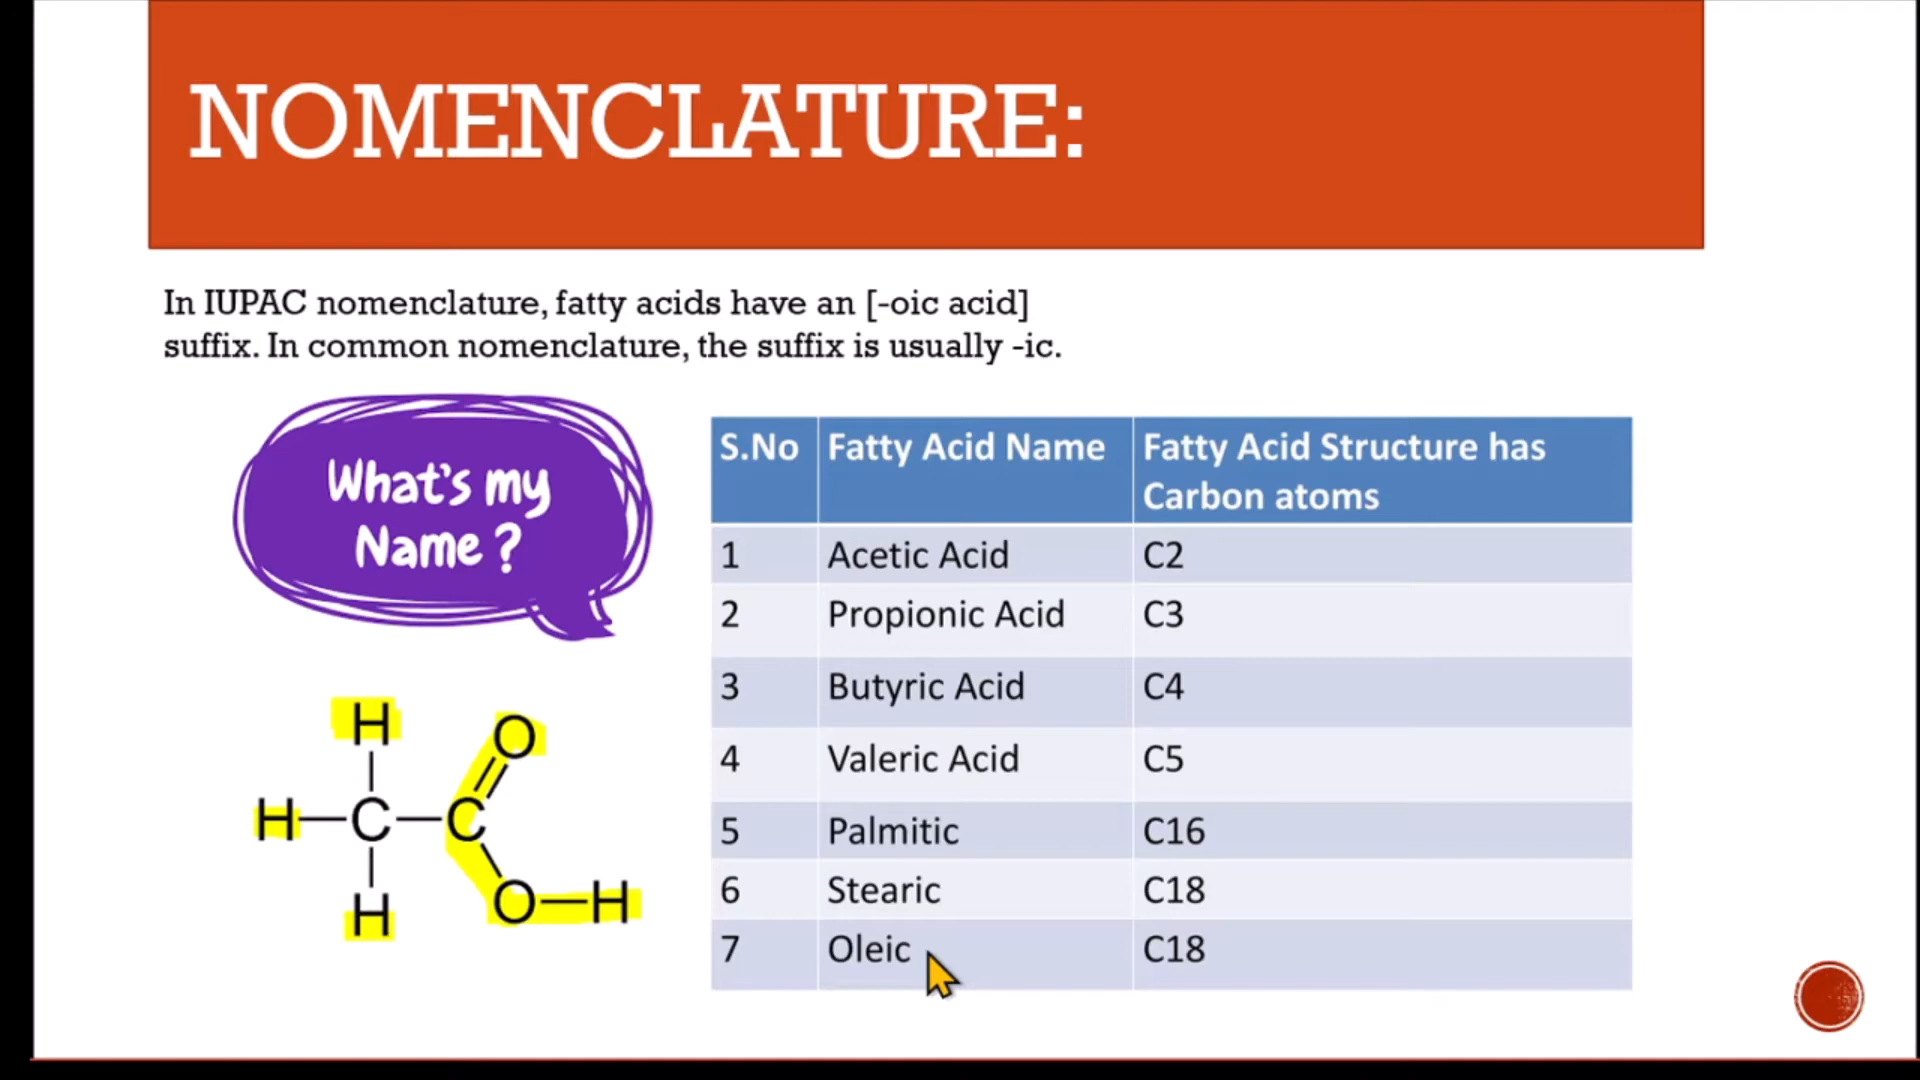 NOMENCLATURE:
In IUPAC nomenclature, fatty acids have an [-oic acid]
suffix. In common nomenclature, the suffix is usually -ic.
What's my
Name ?
S.No Fatty Acid Name Fatty Acid Structure has
Carbon atoms
1 Acetic Acid C2
2 Propionic Acid C3
3 Butyric Acid C4
4 Valeric Acid C5
5 Palmitic C16
6 Stearic C18
7 Oleic C18
H O
H C C
H O H